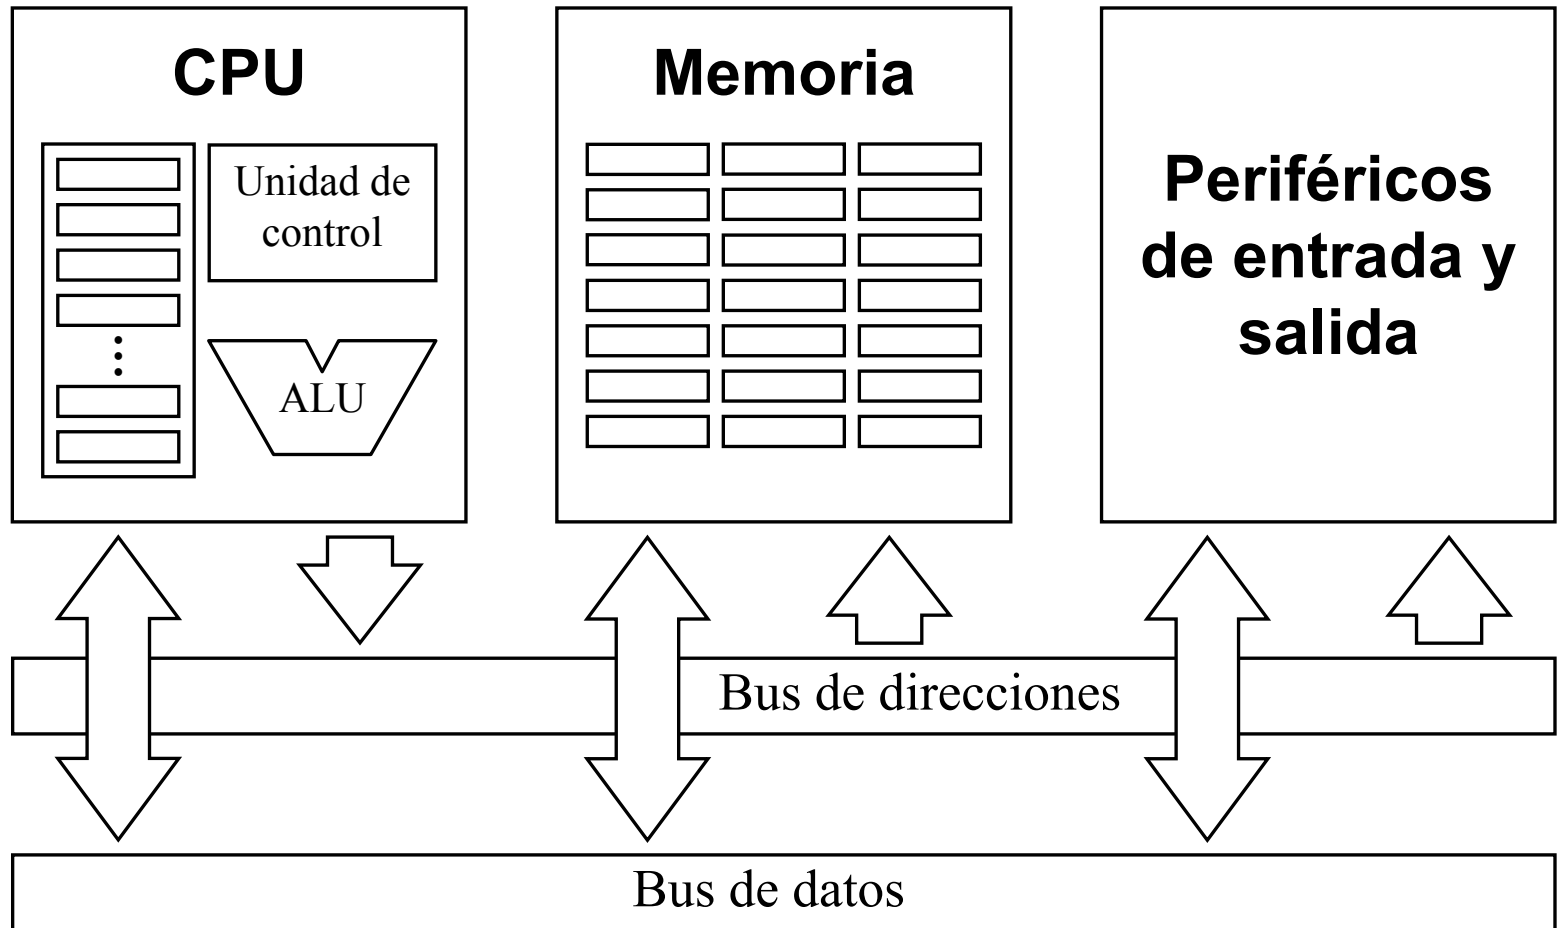 CPU
Unidad de
control
ALU
Memoria
Periféricos
de entrada y
salida
Bus de direcciones
Bus de datos